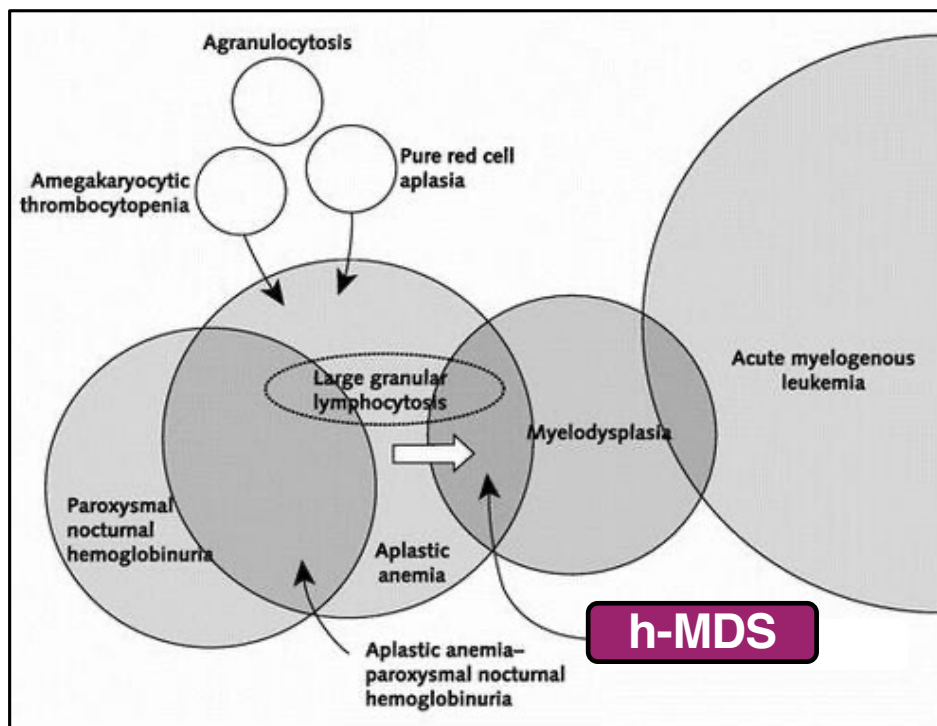 Agranulocytosis
Pure red cell
aplasia
Amegakaryocytic
thrombocytopenia
Large granular
lymphocytosis
Acute myelogenous
leukemia
Myelodysplasia
Paroxysmal
nocturnal
hemoglobinuria
Aplastic
anemia
h-MDS
Aplastic anemia–
paroxysmal nocturnal
hemoglobinuria